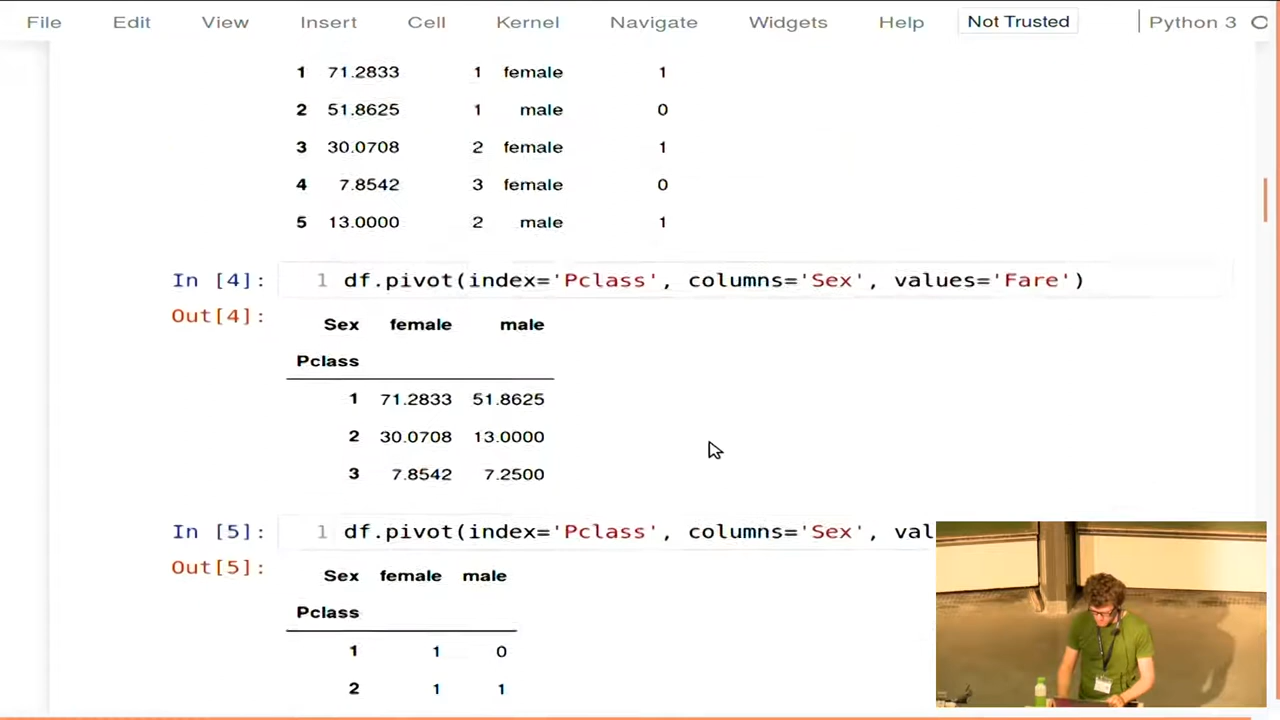 File Edit View Insert Cell Kernel Navigate Widgets Help Not Trusted Python 3
1 71.2833 1 female 1
2 51.8625 1 male 0
3 30.0708 2 female 1
4 7.8542 3 female 0
5 13.0000 2 male 1
In [4]: 1 df.pivot(index='Pclass', columns='Sex', values='Fare')
Out[4]:
Sex female male
Pclass
1 71.2833 51.8625
2 30.0708 13.0000
3 7.8542 7.2500
In [5]: 1 df.pivot(index='Pclass', columns='Sex', val
Out[5]:
Sex female male
Pclass
1 1 0
2 1 1